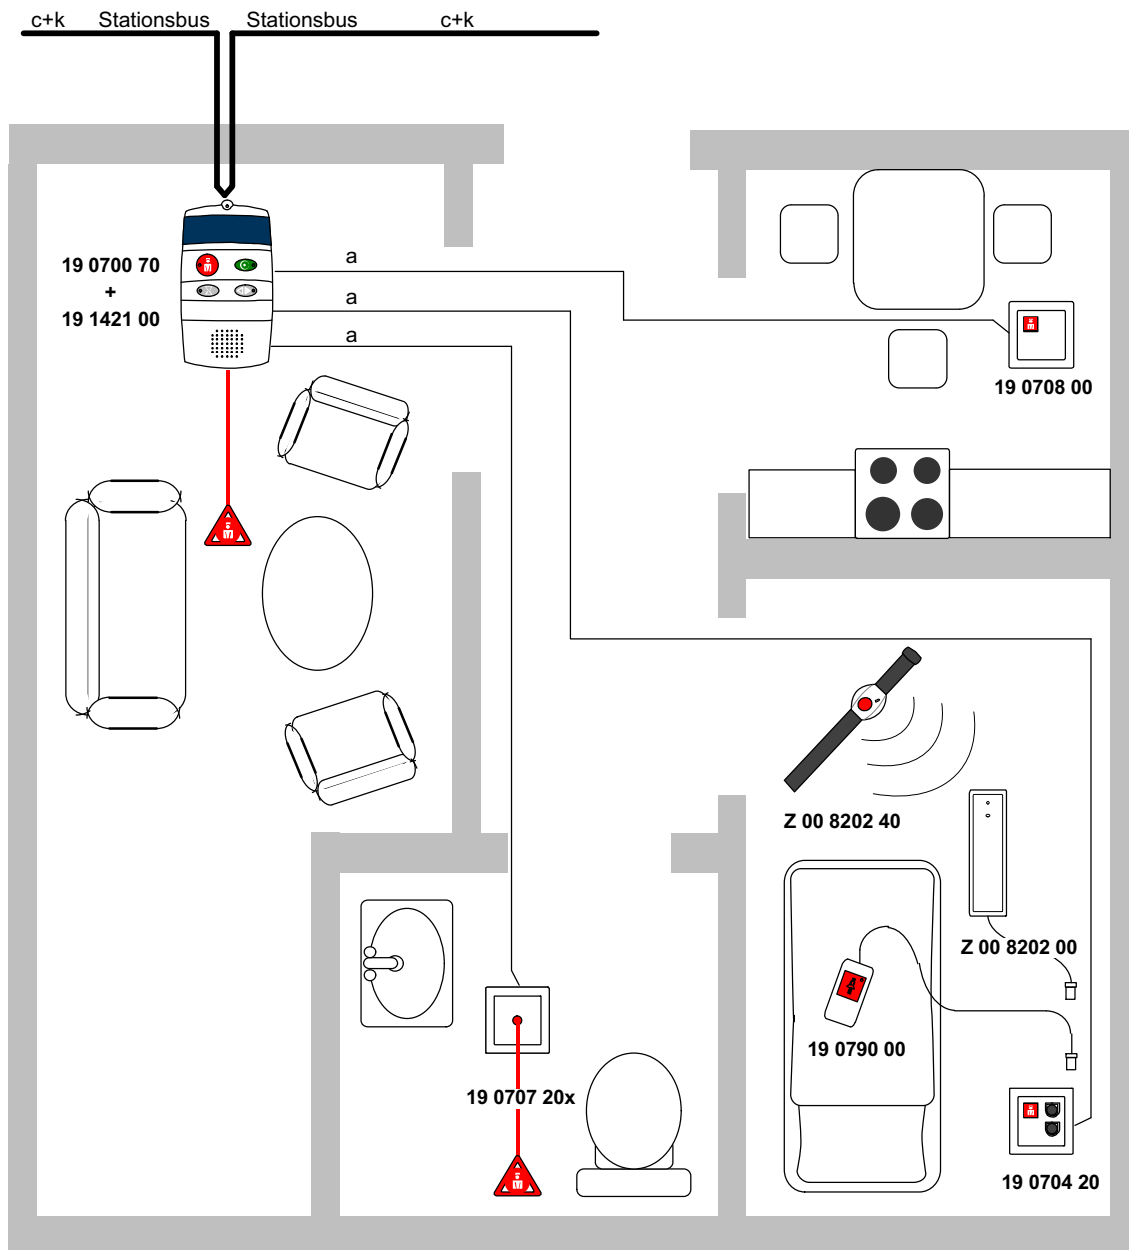 c+k Stationsbus Stationsbus c+k
19 0700 70
+
19 1421 00
a
a
a
19 0708 00
Z 00 8202 40
Z 00 8202 00
19 0790 00
19 0707 20x
19 0704 20